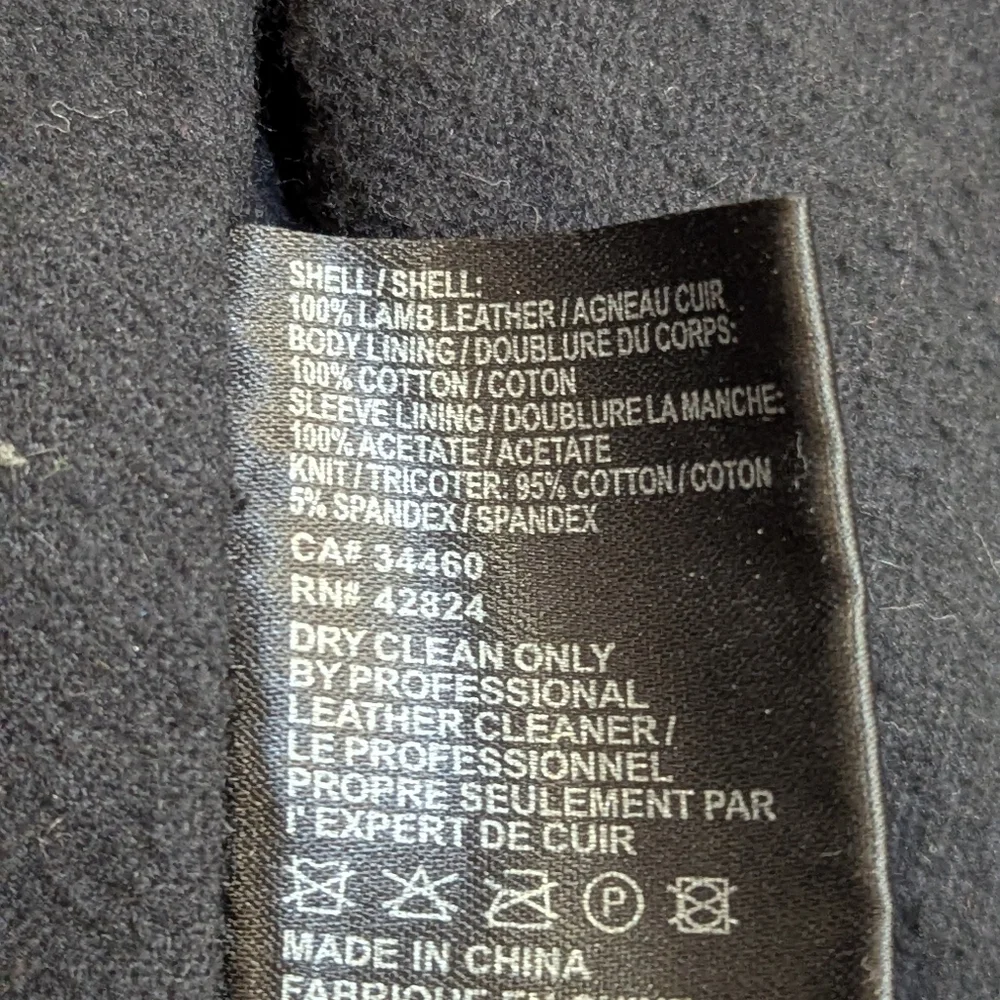 SHELL / SHELL:
100% LAMB LEATHER / AGNEAU CUIR
BODY LINING / DOUBLURE DU CORPS:
100% COTTON / COTON
SLEEVE LINING / DOUBLURE LA MANCHE:
100% ACETATE / ACETATE
KNIT / TRICOTER: 95% COTTON / COTON
5% SPANDEX / SPANDEX
CA# 34460
RN# 42824
DRY CLEAN ONLY
BY PROFESSIONAL
LEATHER CLEANER /
LE PROFESSIONNEL
PROPRE SEULEMENT PAR
l'EXPERT DE CUIR
P
MADE IN CHINA
FABRIQUE EN